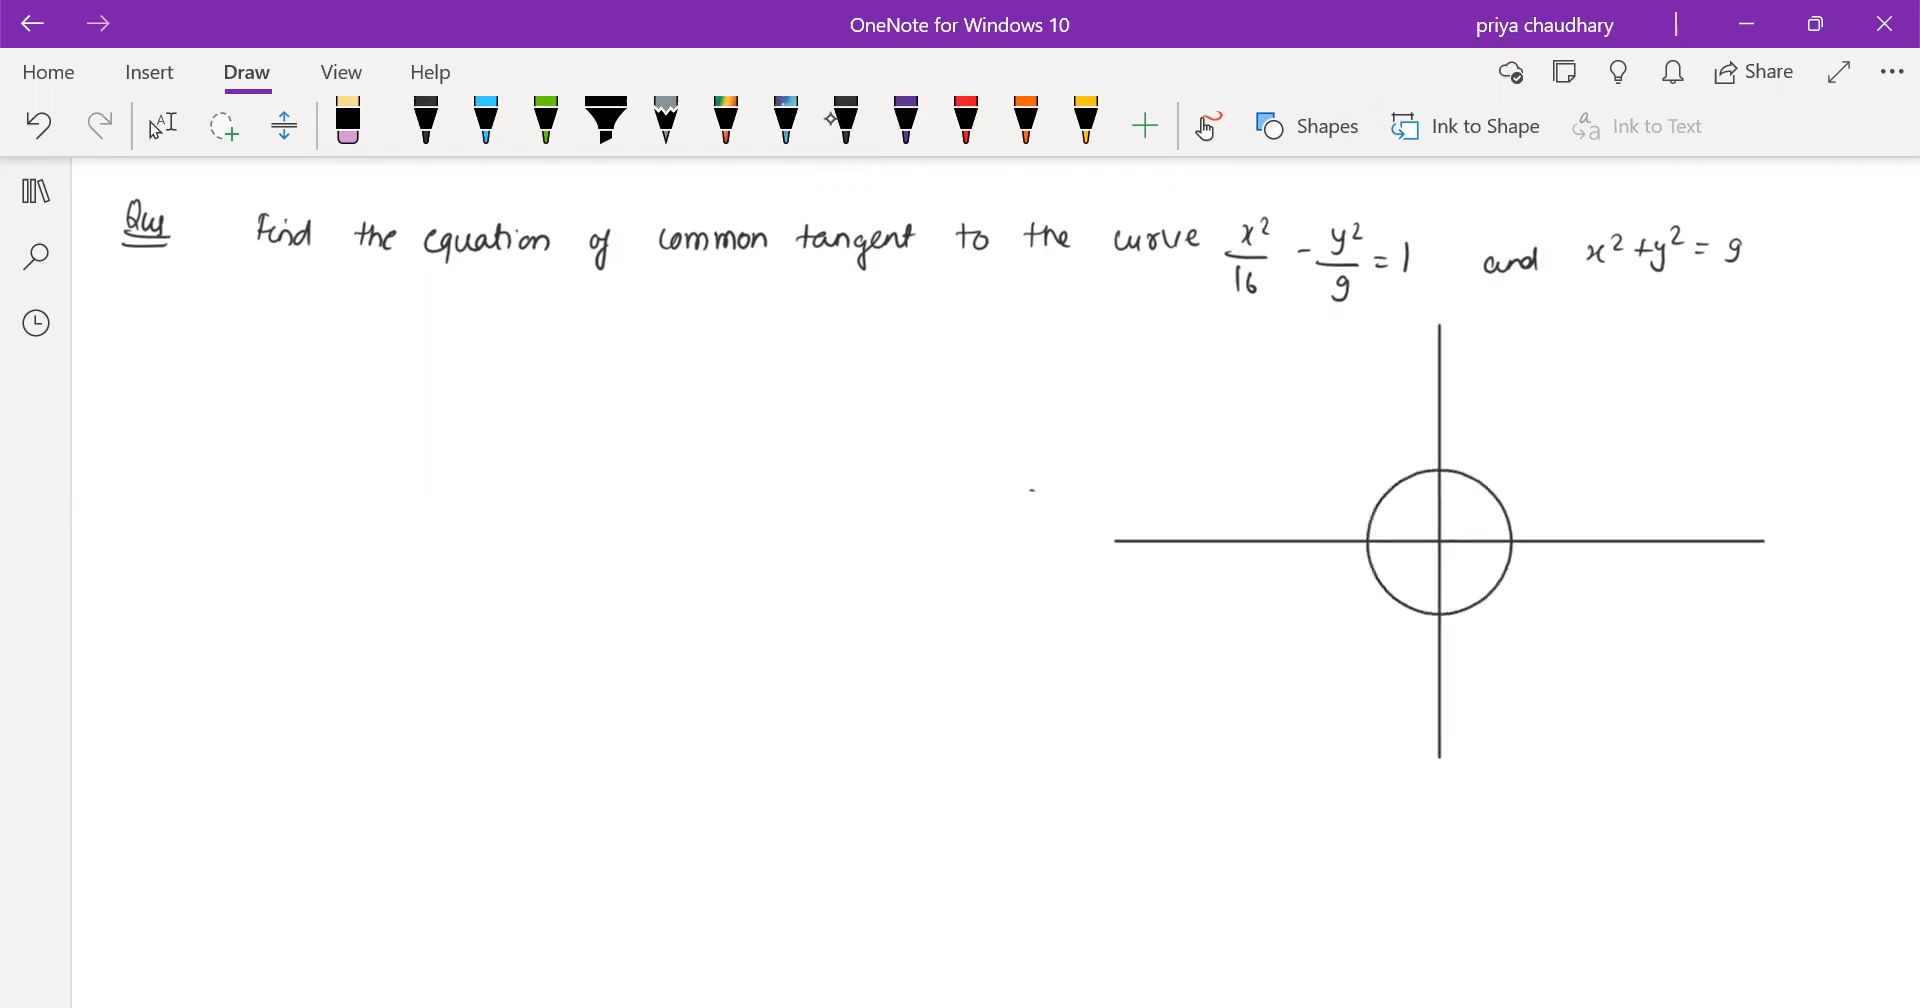 OneNote for Windows 10
priya chaudhary
Home Insert Draw View Help
Share
Shapes Ink to Shape Ink to Text
Ques Find the equation of common tangent to the curve x²/16 - y²/9 = 1 and x² + y² = 9